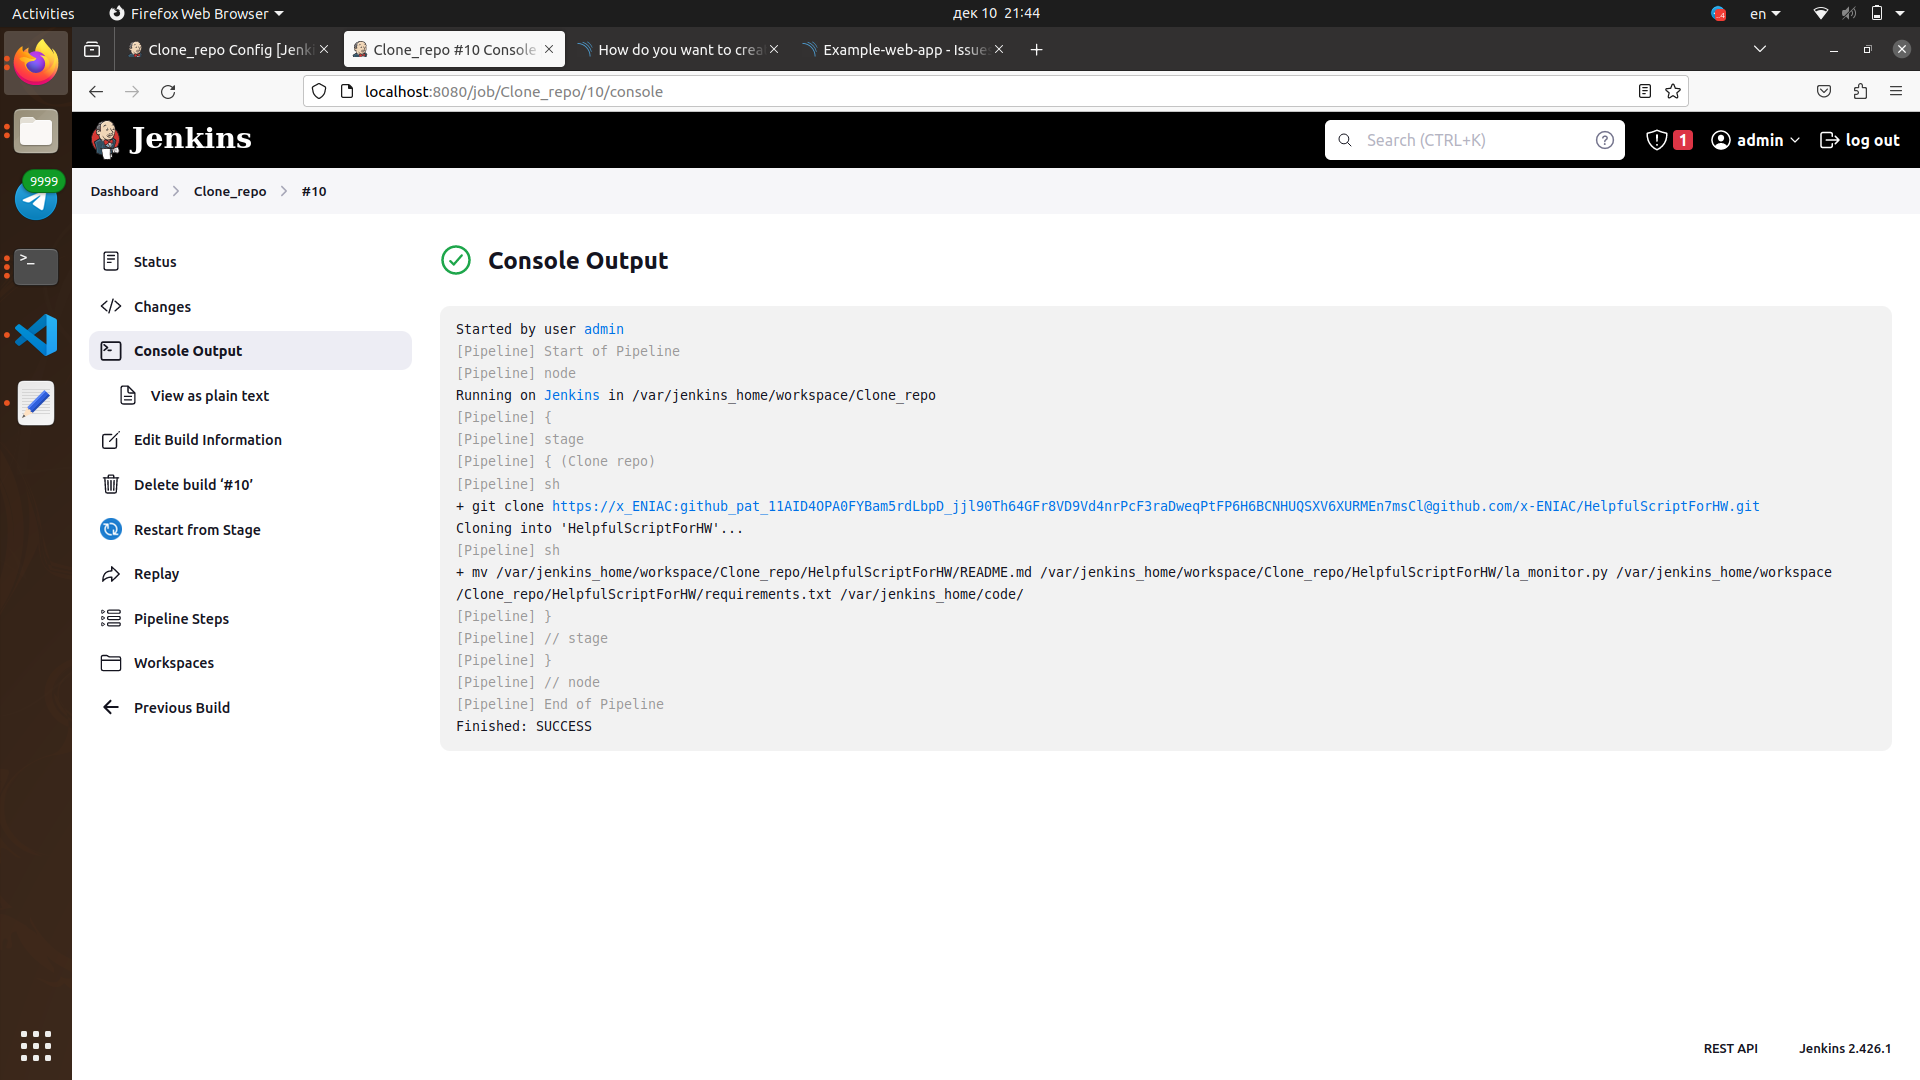 Activities
Firefox Web Browser
дек 10 21:44
en
Clone_repo Config [Jenki
Clone_repo #10 Console
How do you want to crea
Example-web-app - Issues
localhost:8080/job/Clone_repo/10/console
9999
Jenkins
Search (CTRL+K)
1
admin
log out
Dashboard
Clone_repo
#10
Status
Changes
Console Output
View as plain text
Edit Build Information
Delete build ‘#10’
Restart from Stage
Replay
Pipeline Steps
Workspaces
Previous Build
Console Output
Started by user admin
[Pipeline] Start of Pipeline
[Pipeline] node
Running on Jenkins in /var/jenkins_home/workspace/Clone_repo
[Pipeline] {
[Pipeline] stage
[Pipeline] { (Clone repo)
[Pipeline] sh
+ git clone https://x_ENIAC: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@github.com/x-ENIAC/HelpfulScriptForHW.git
Cloning into 'HelpfulScriptForHW'...
[Pipeline] sh
+ mv /var/jenkins_home/workspace/Clone_repo/HelpfulScriptForHW/README.md /var/jenkins_home/workspace/Clone_repo/HelpfulScriptForHW/la_monitor.py /var/jenkins_home/workspace
/Clone_repo/HelpfulScriptForHW/requirements.txt /var/jenkins_home/code/
[Pipeline] }
[Pipeline] // stage
[Pipeline] }
[Pipeline] // node
[Pipeline] End of Pipeline
Finished: SUCCESS
REST API
Jenkins 2.426.1